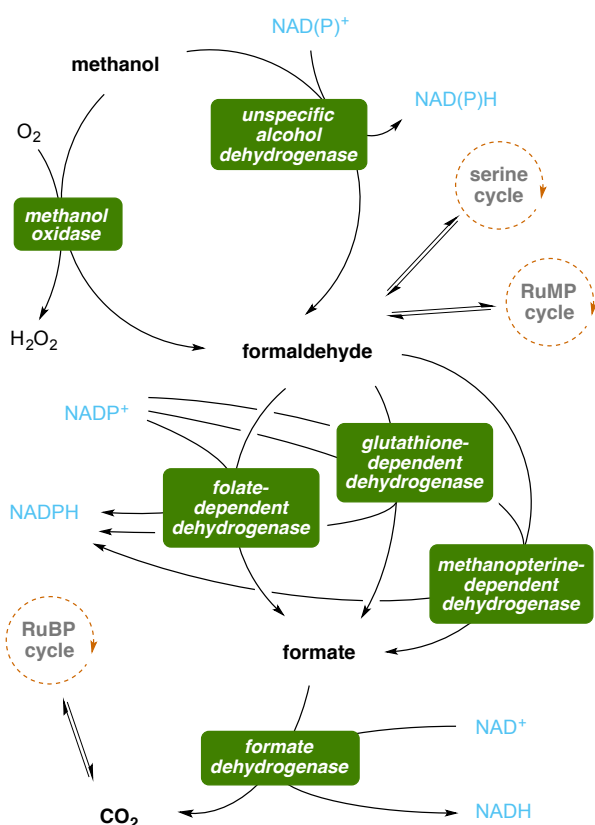 NAD(P)⁺
methanol
NAD(P)H
unspecific
alcohol
dehydrogenase
O₂
serine
cycle
methanol
oxidase
RuMP
cycle
H₂O₂
formaldehyde
NADP⁺
glutathione-
dependent
dehydrogenase
folate-
dependent
dehydrogenase
NADPH
methanopterine-
dependent
dehydrogenase
RuBP
cycle
formate
NAD⁺
formate
dehydrogenase
CO₂
NADH